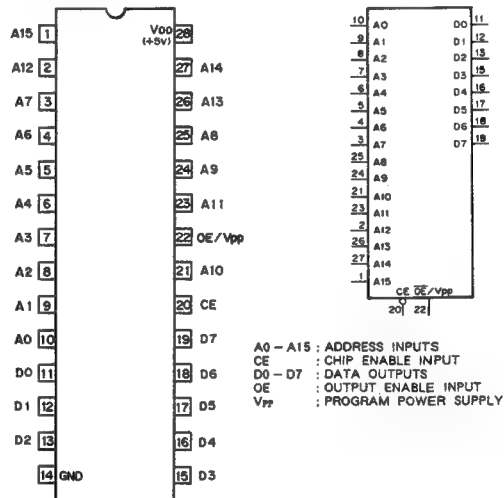 A15 1 VDD (+5V) 28
A12 2 27 A14
A7 3 26 A13
A6 4 25 A8
A5 5 24 A9
A4 6 23 A11
A3 7 22 OE/Vpp
A2 8 21 A10
A1 9 20 CE
A0 10 19 D7
D0 11 18 D6
D1 12 17 D5
D2 13 16 D4
14 GND 15 D3
10 A0 D0 11
9 A1 D1 12
8 A2 D2 13
7 A3 D3 15
6 A4 D4 16
5 A5 D5 17
4 A6 D6 18
3 A7 D7 19
25 A8
24 A9
21 A10
23 A11
2 A12
26 A13
27 A14
1 A15
CE OE/Vpp
20 22
A0 - A15 : ADDRESS INPUTS
CE : CHIP ENABLE INPUT
D0 - D7 : DATA OUTPUTS
OE : OUTPUT ENABLE INPUT
VPP : PROGRAM POWER SUPPLY